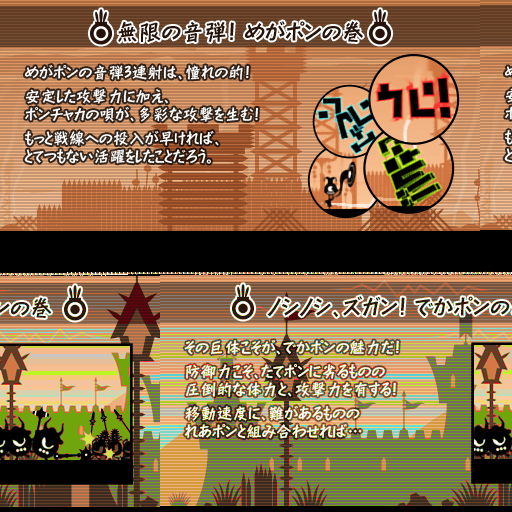 無限の音弾! めがポンの巻
めがポンの音弾3連射は、憧れの的!
安定した攻撃力に加え、
ポンチャカの唄が、多彩な攻撃を生む!
もっと戦線への投入が早ければ、
とてつもない活躍をしたことだろう。
ンの巻
ノシノシ、ズガン! でかポンの
その巨体こそが、でかポンの魅力だ!
防御力こそ、たてポンに劣るものの
圧倒的な体力と、攻撃力を有する!
移動速度に、難があるものの
れあポンと組み合わせれば…